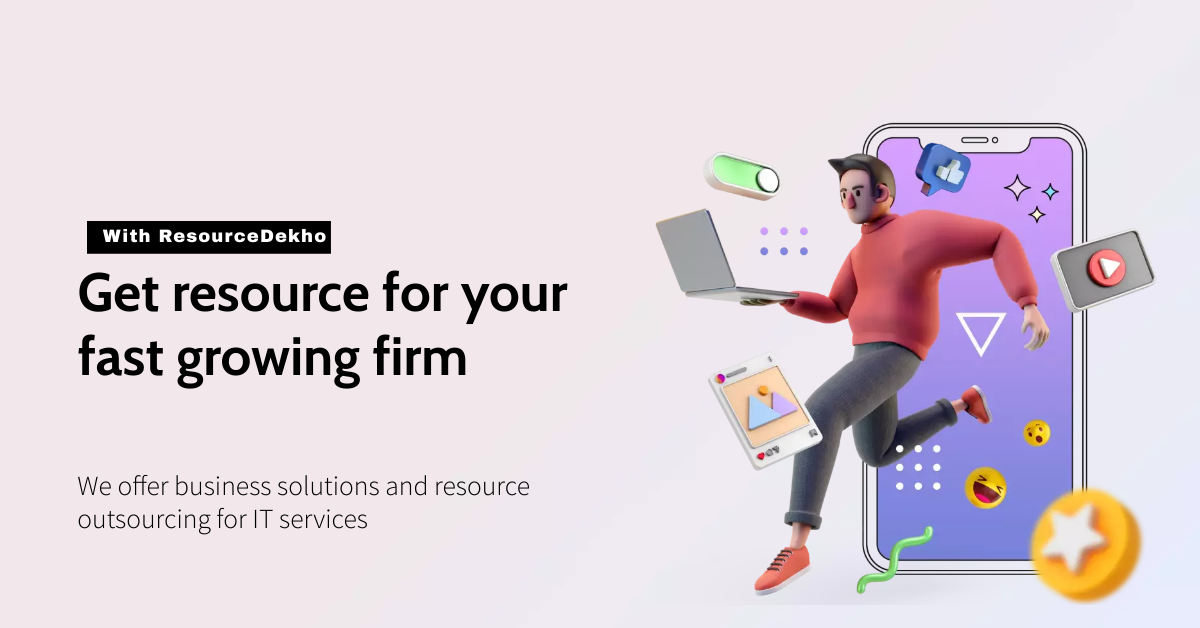 With ResourceDekho
Get resource for your
fast growing firm
We offer business solutions and resource
outsourcing for IT services